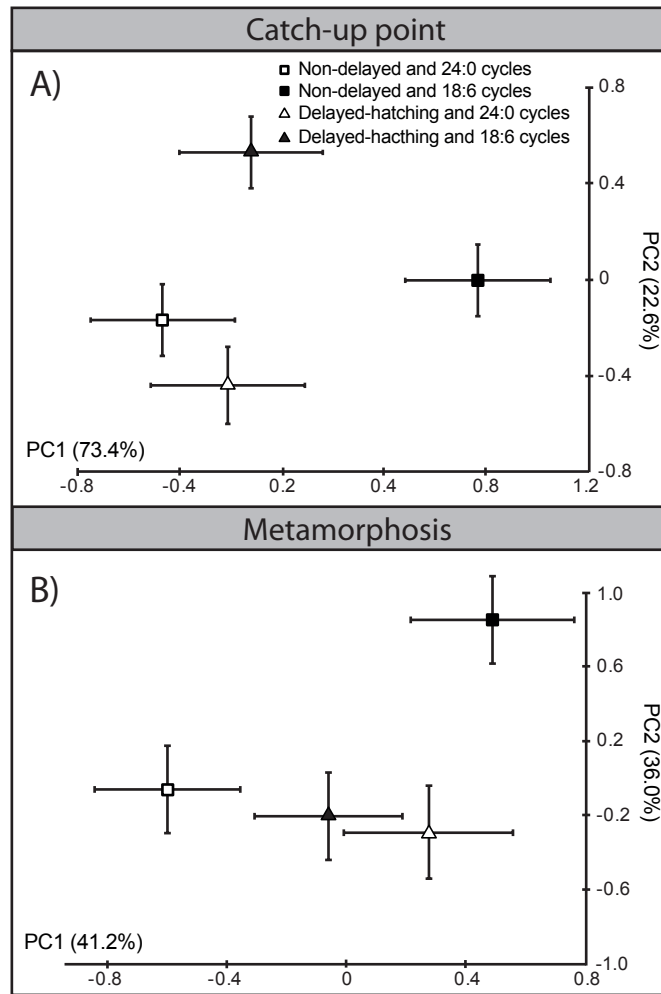 Catch-up point
A)
Non-delayed and 24:0 cycles
Non-delayed and 18:6 cycles
Delayed-hatching and 24:0 cycles
Delayed-hacthing and 18:6 cycles
0.8
0.4
0
-0.4
-0.8
PC2 (22.6%)
PC1 (73.4%)
-0.8 -0.4 0.2 0.4 0.8 1.2
Metamorphosis
B)
1.0
0.6
0.2
-0.2
-0.6
-1.0
PC2 (36.0%)
PC1 (41.2%)
-0.8 -0.4 0 0.4 0.8